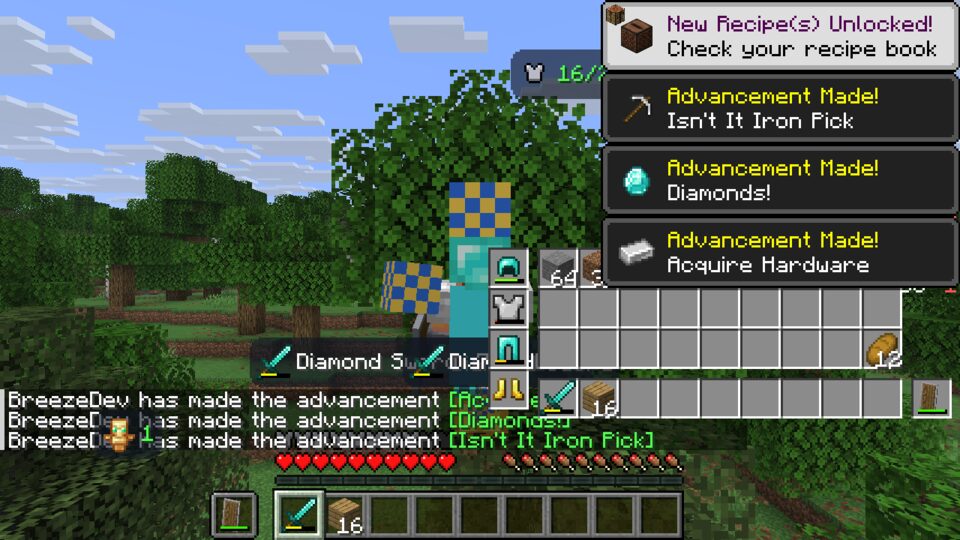 New Recipe(s) Unlocked!
Check your recipe book
16/
Advancement Made!
Isn't It Iron Pick
Advancement Made!
Diamonds!
Advancement Made!
Acquire Hardware
64
12
Diamond
16
BreezeDev has made the advancement
BreezeDev has made the advancement [Diamonds!]
BreezeDev has made the advancement [Isn't It Iron Pick]
1
16